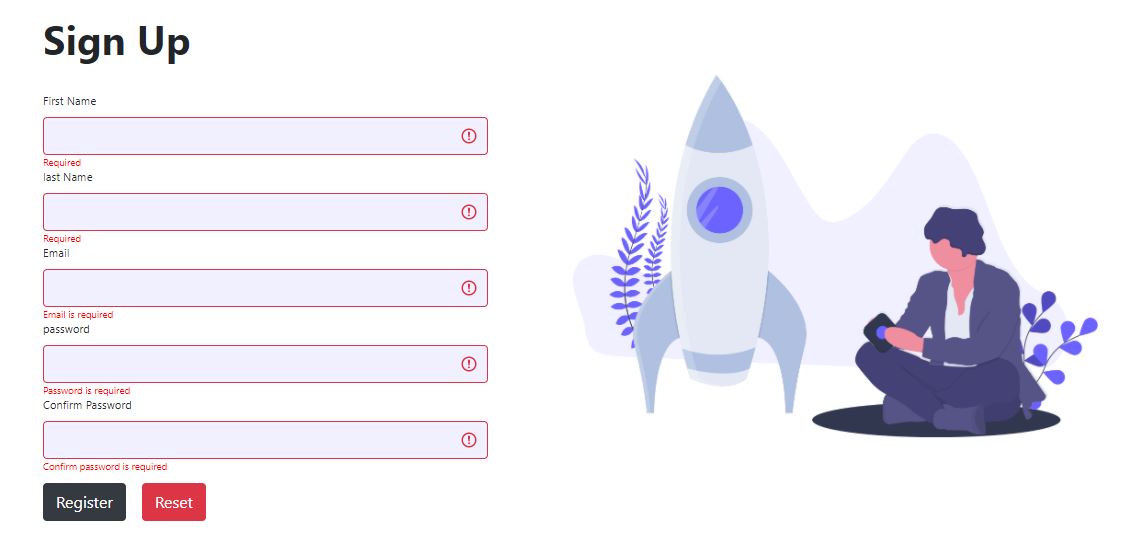 Sign Up
First Name
Required
last Name
Required
Email
Email is required
password
Password is required
Confirm Password
Confirm password is required
Register Reset